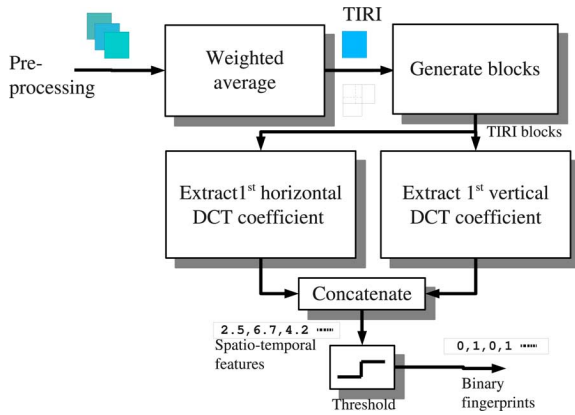 TIRI
Pre-
processing
Weighted
average
Generate blocks
TIRI blocks
Extract1st horizontal
DCT coefficient
Extract 1st vertical
DCT coefficient
Concatenate
2.5,6.7,4.2 ......
Spatio-temporal
features
0,1,0,1 ......
Threshold
Binary
fingerprints